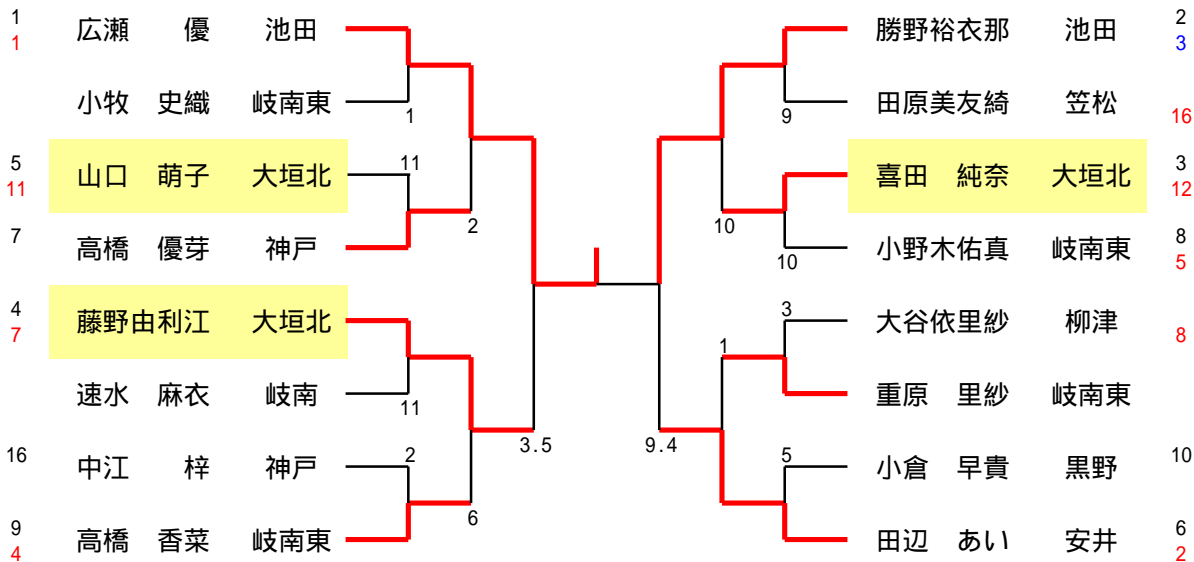 1 広瀬 優 池田 勝野裕衣那 池田 2
1 3
小牧 史織 岐南東 1 9 田原美友綺 笠松 16
5 山口 萌子 大垣北 11 喜田 純奈 大垣北 3
11 12
7 高橋 優芽 神戸 2 10 10 小野木佑真 岐南東 8
5
4 藤野由利江 大垣北 3 大谷依里紗 柳津 8
7 1
速水 麻衣 岐南 11 重原 里紗 岐南東
3.5 9.4
16 中江 梓 神戸 2 5 小倉 早貴 黒野 10
6
9 高橋 香菜 岐南東 田辺 あい 安井 6
4 2